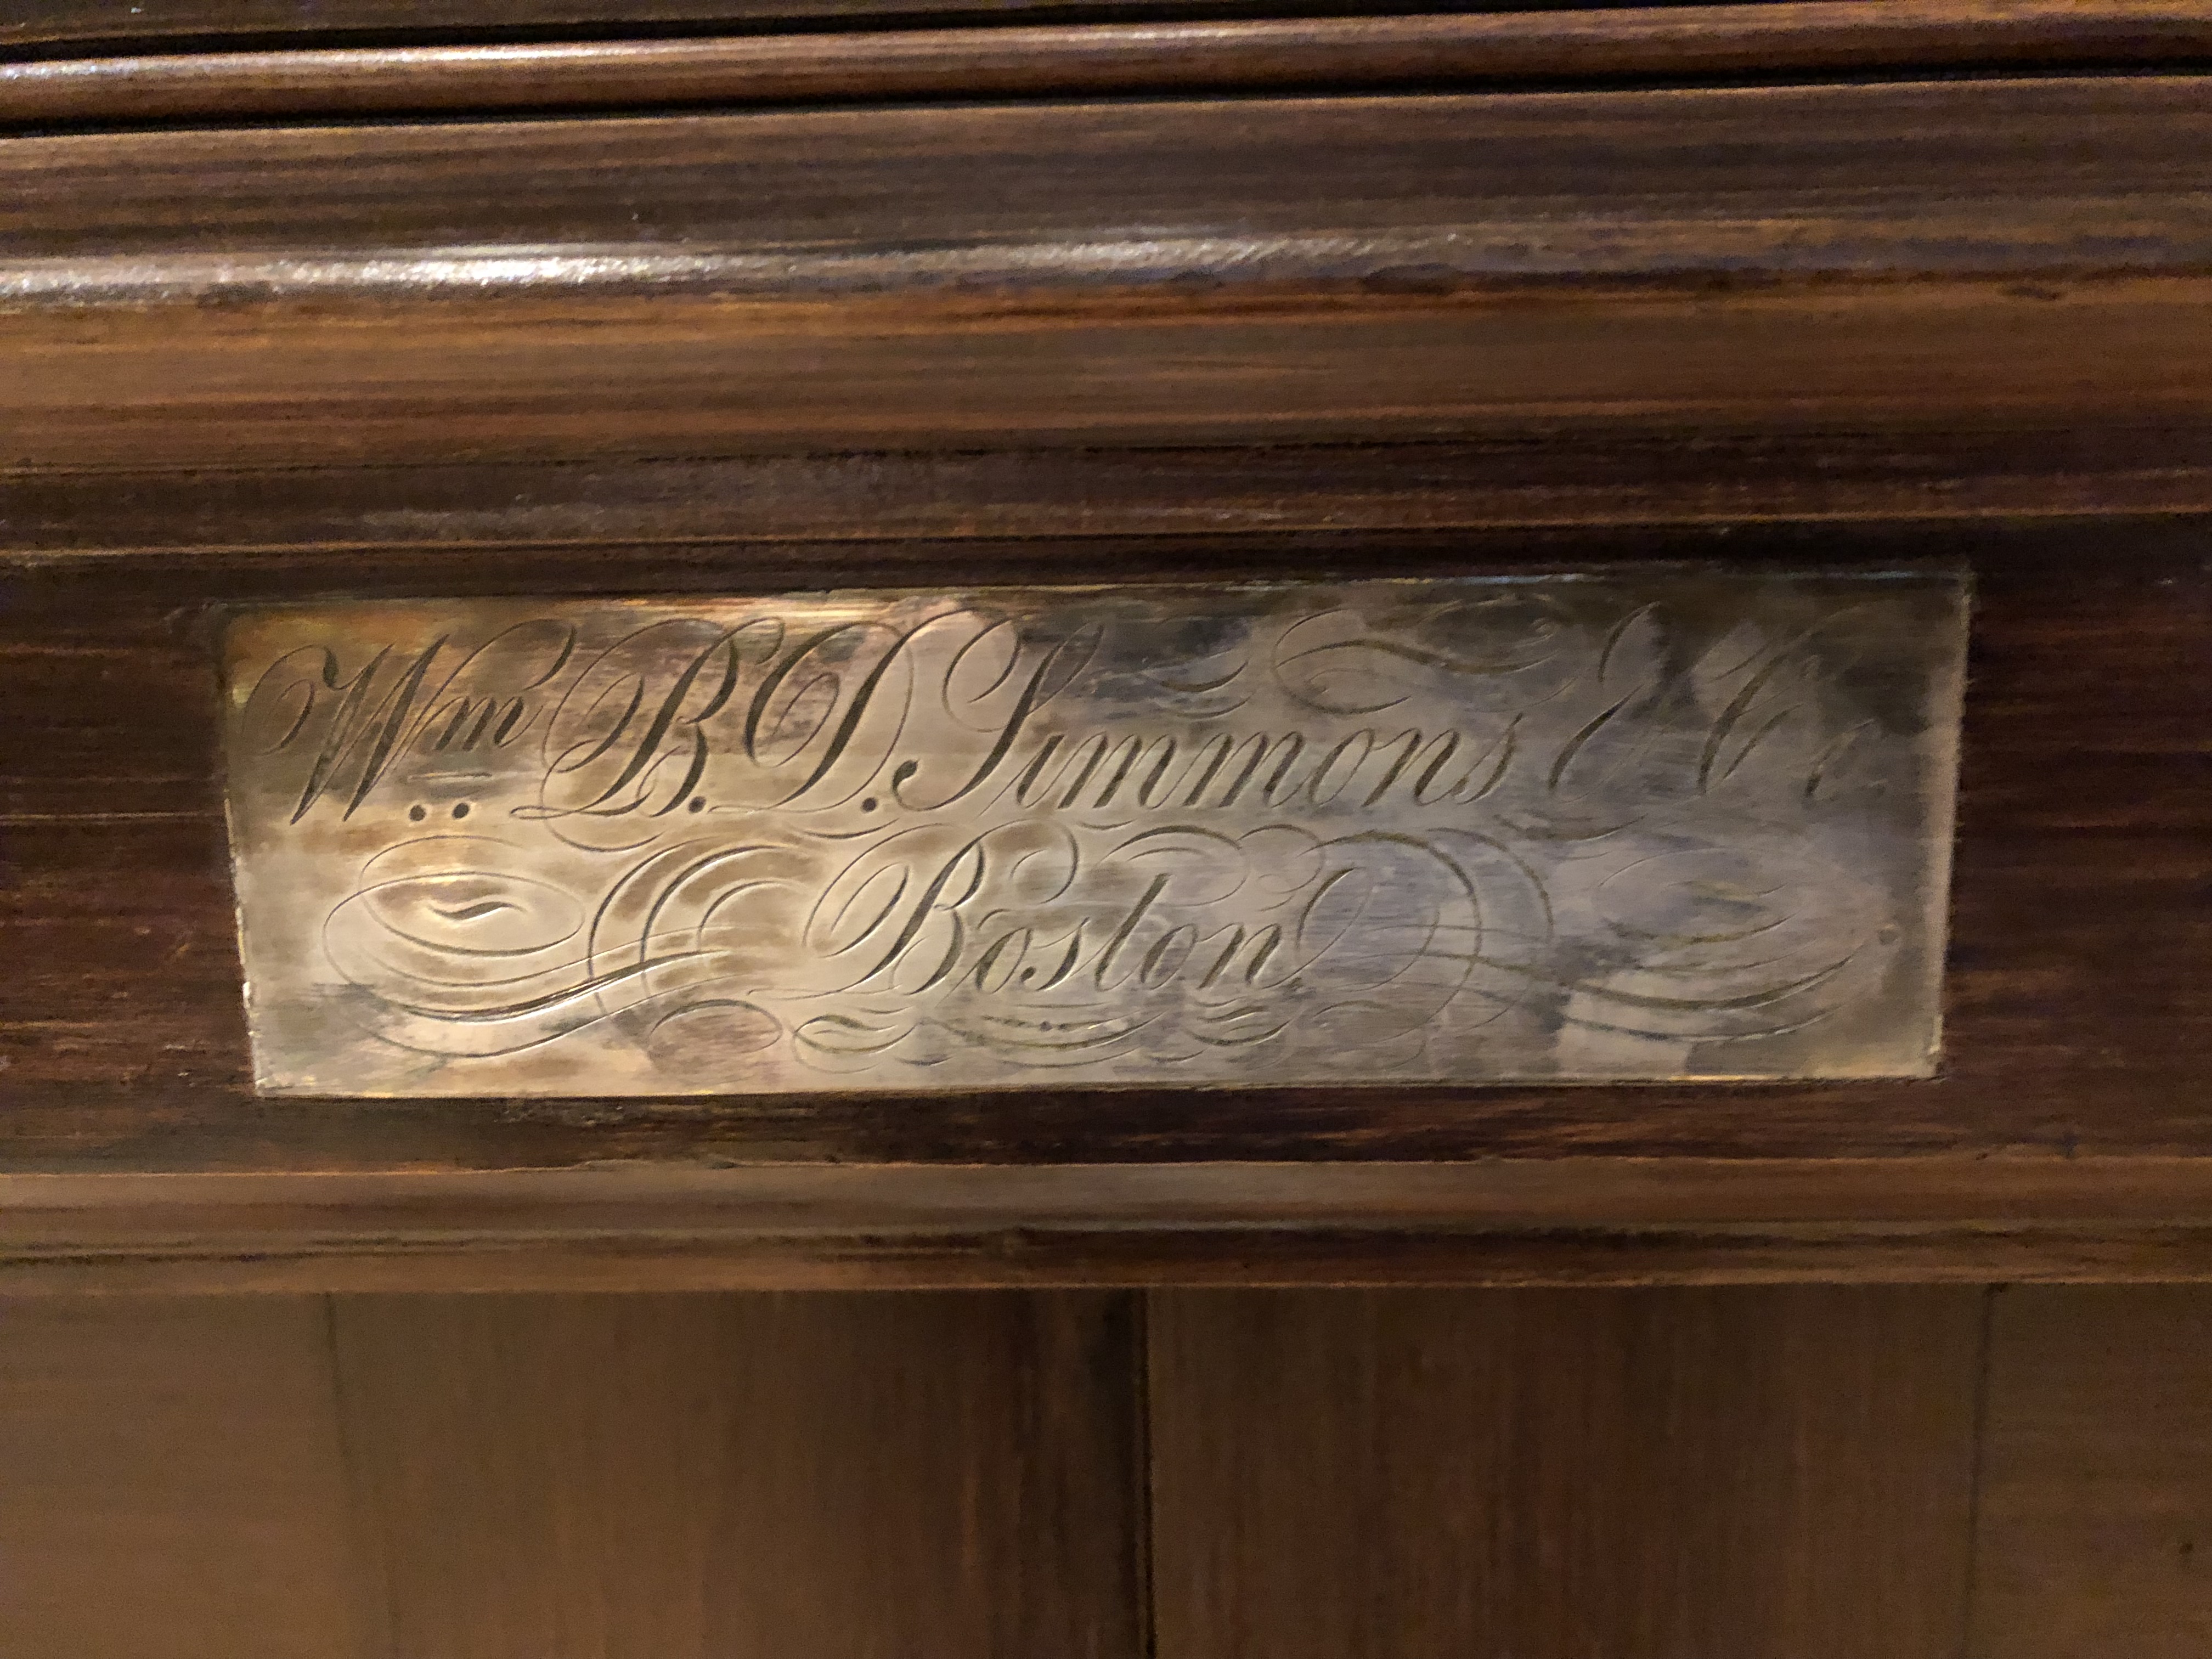 Wm B. D. Simmons & Co.
Boston